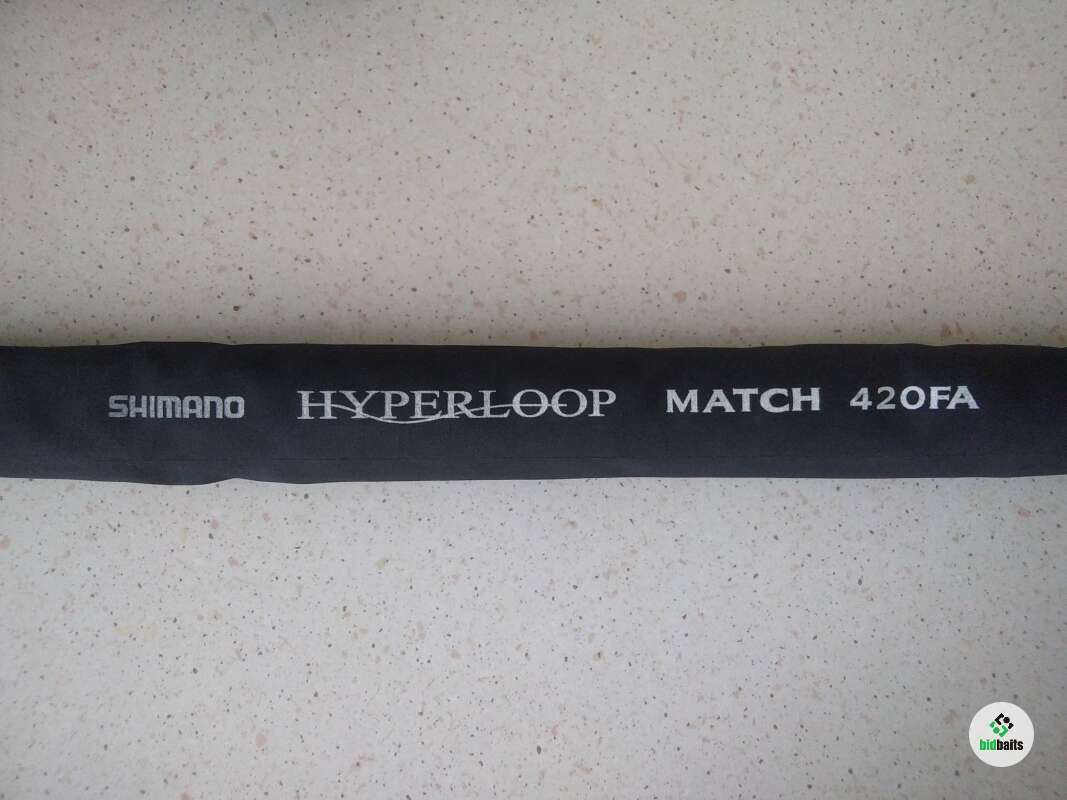 SHIMANO HYPERLOOP MATCH 420FA
bidbaits